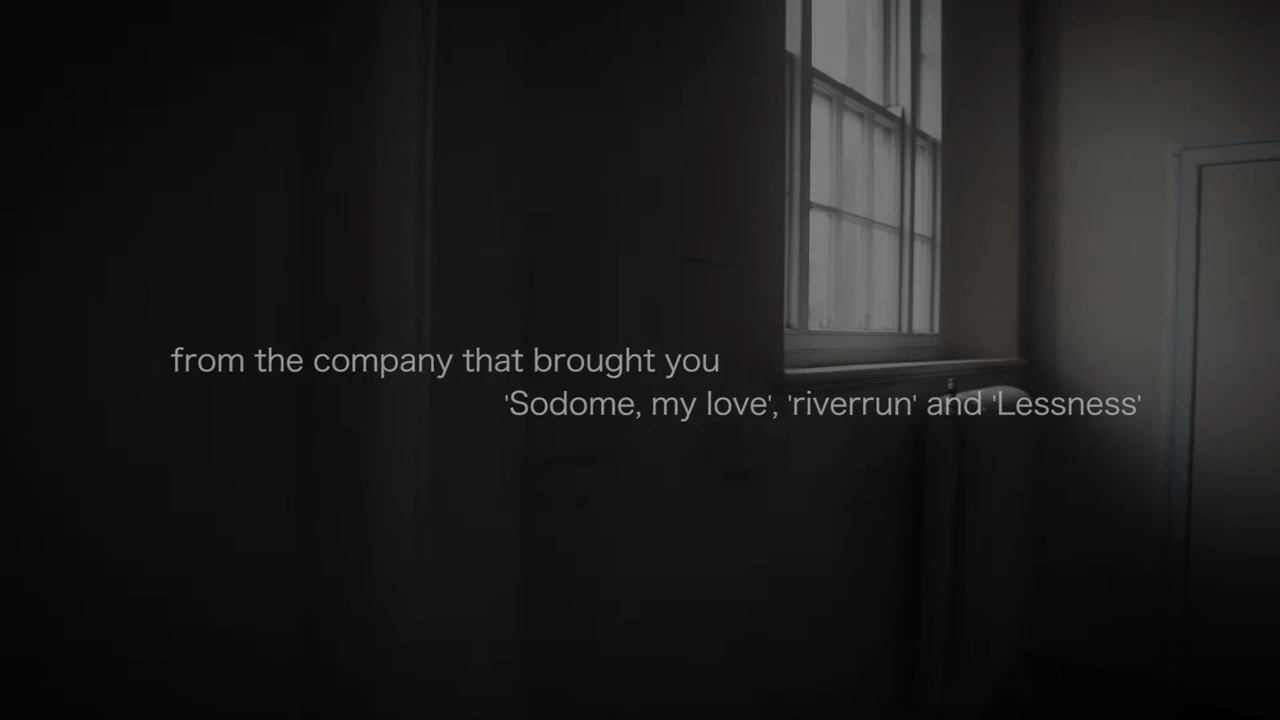 from the company that brought you
'Sodome, my love', 'riverrun' and 'Lessness'